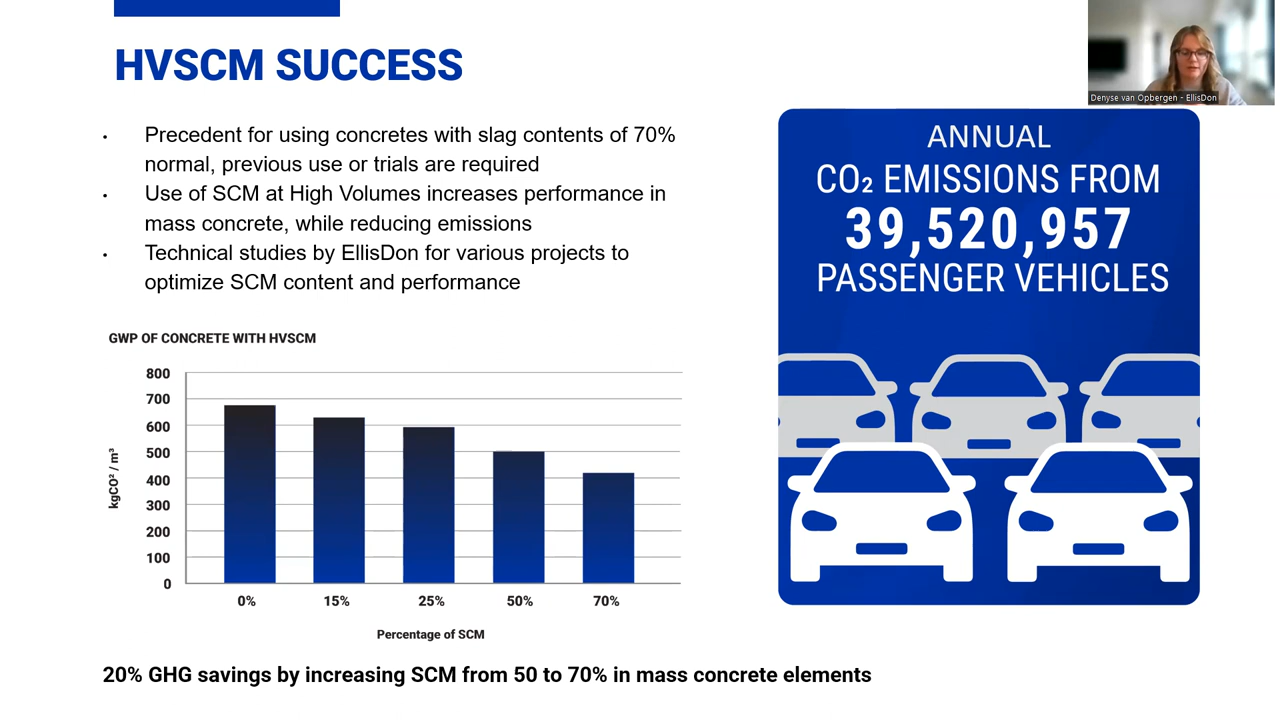 HVSCM SUCCESS
Denyse van Opbergen - EllisDon
• Precedent for using concretes with slag contents of 70%
normal, previous use or trials are required
• Use of SCM at High Volumes increases performance in
mass concrete, while reducing emissions
• Technical studies by EllisDon for various projects to
optimize SCM content and performance
ANNUAL
CO₂ EMISSIONS FROM
39,520,957
PASSENGER VEHICLES
GWP OF CONCRETE WITH HVSCM
800
700
600
500
400
300
200
100
0
kgCO² / m³
0% 15% 25% 50% 70%
Percentage of SCM
20% GHG savings by increasing SCM from 50 to 70% in mass concrete elements